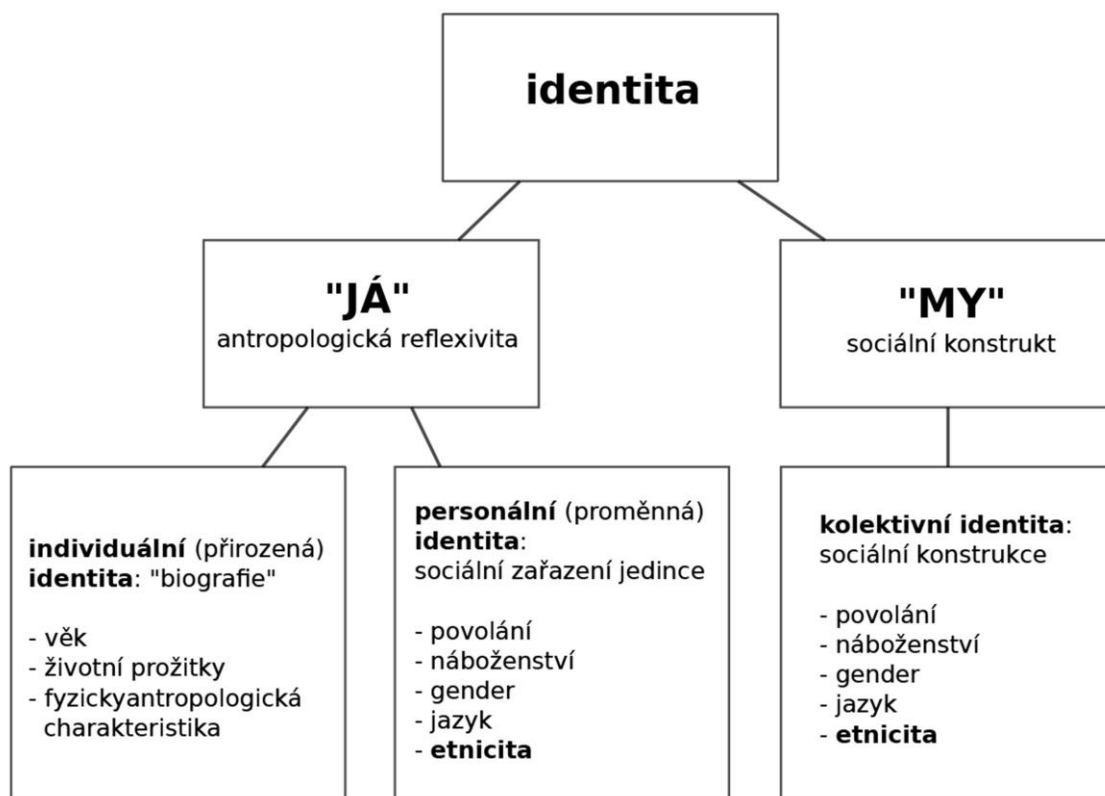 identita
"JÁ"
antropologická reflexivita
"MY"
sociální konstrukt
individuální (přirozená)
identita: "biografie"
- věk
- životní prožitky
- fyzickyantropologická
charakteristika
personální (proměnná)
identita:
sociální zařazení jedince
- povolání
- náboženství
- gender
- jazyk
- etnicita
kolektivní identita:
sociální konstrukce
- povolání
- náboženství
- gender
- jazyk
- etnicita